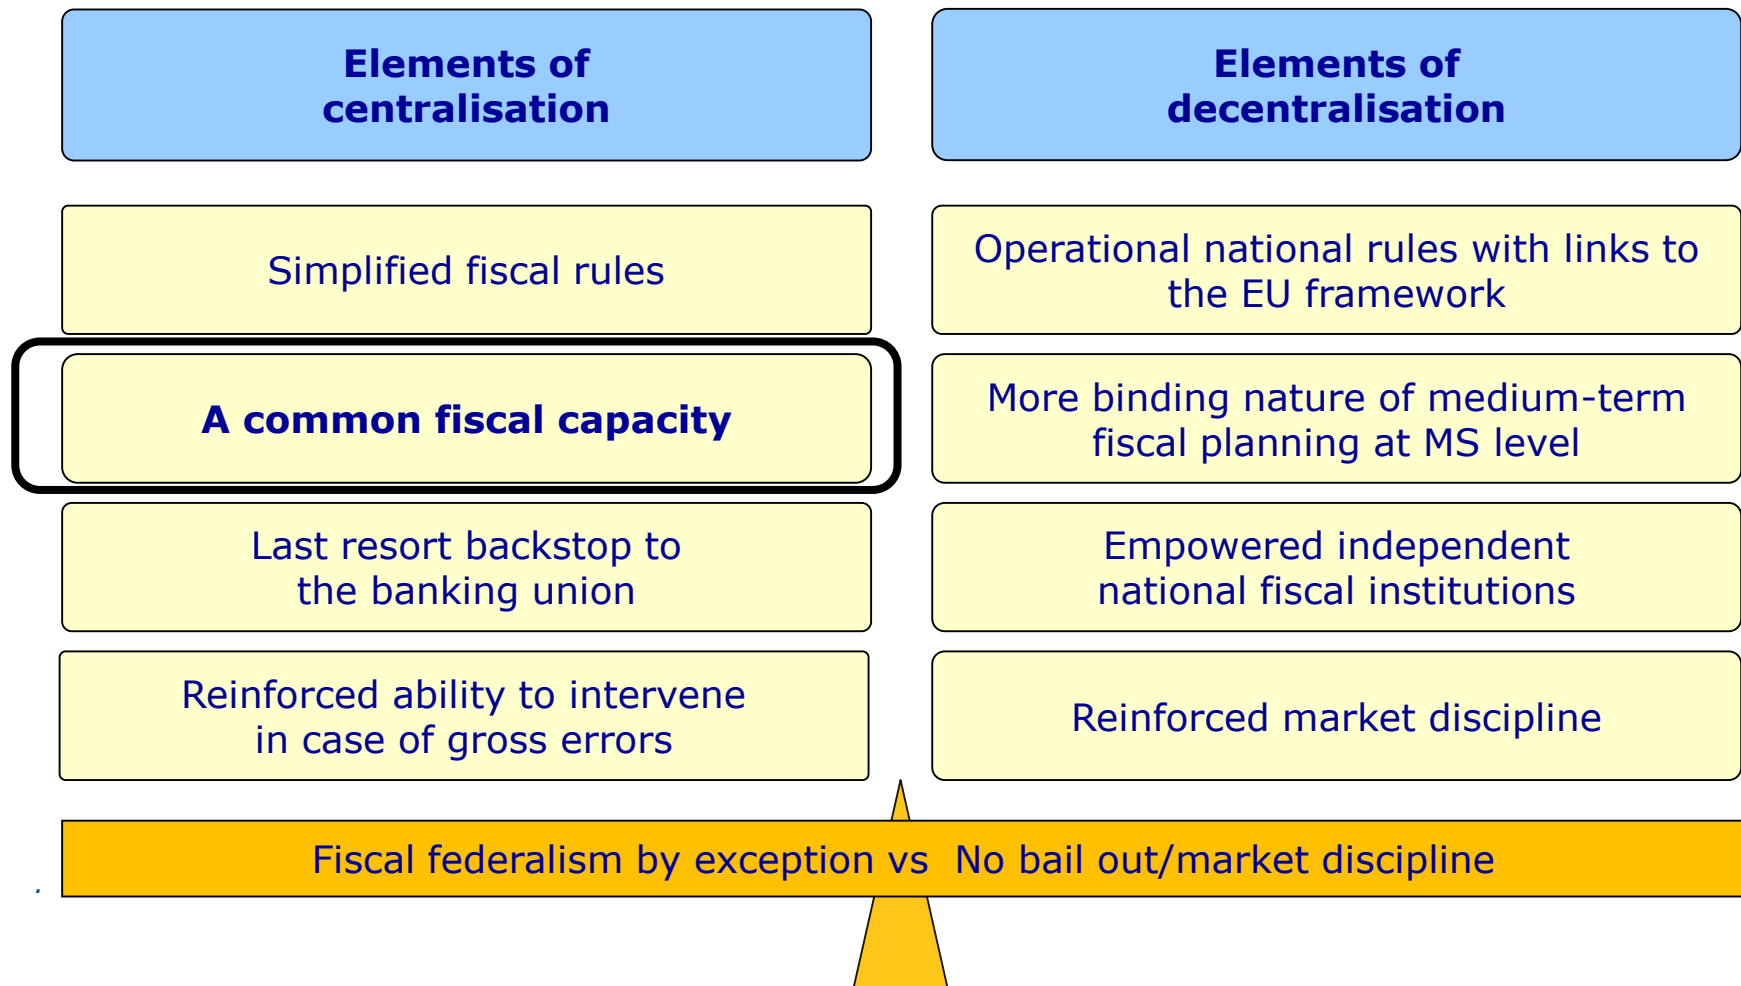 Elements of
centralisation
Elements of
decentralisation
Simplified fiscal rules
Operational national rules with links to
the EU framework
A common fiscal capacity
More binding nature of medium-term
fiscal planning at MS level
Last resort backstop to
the banking union
Empowered independent
national fiscal institutions
Reinforced ability to intervene
in case of gross errors
Reinforced market discipline
Fiscal federalism by exception vs  No bail out/market discipline
.